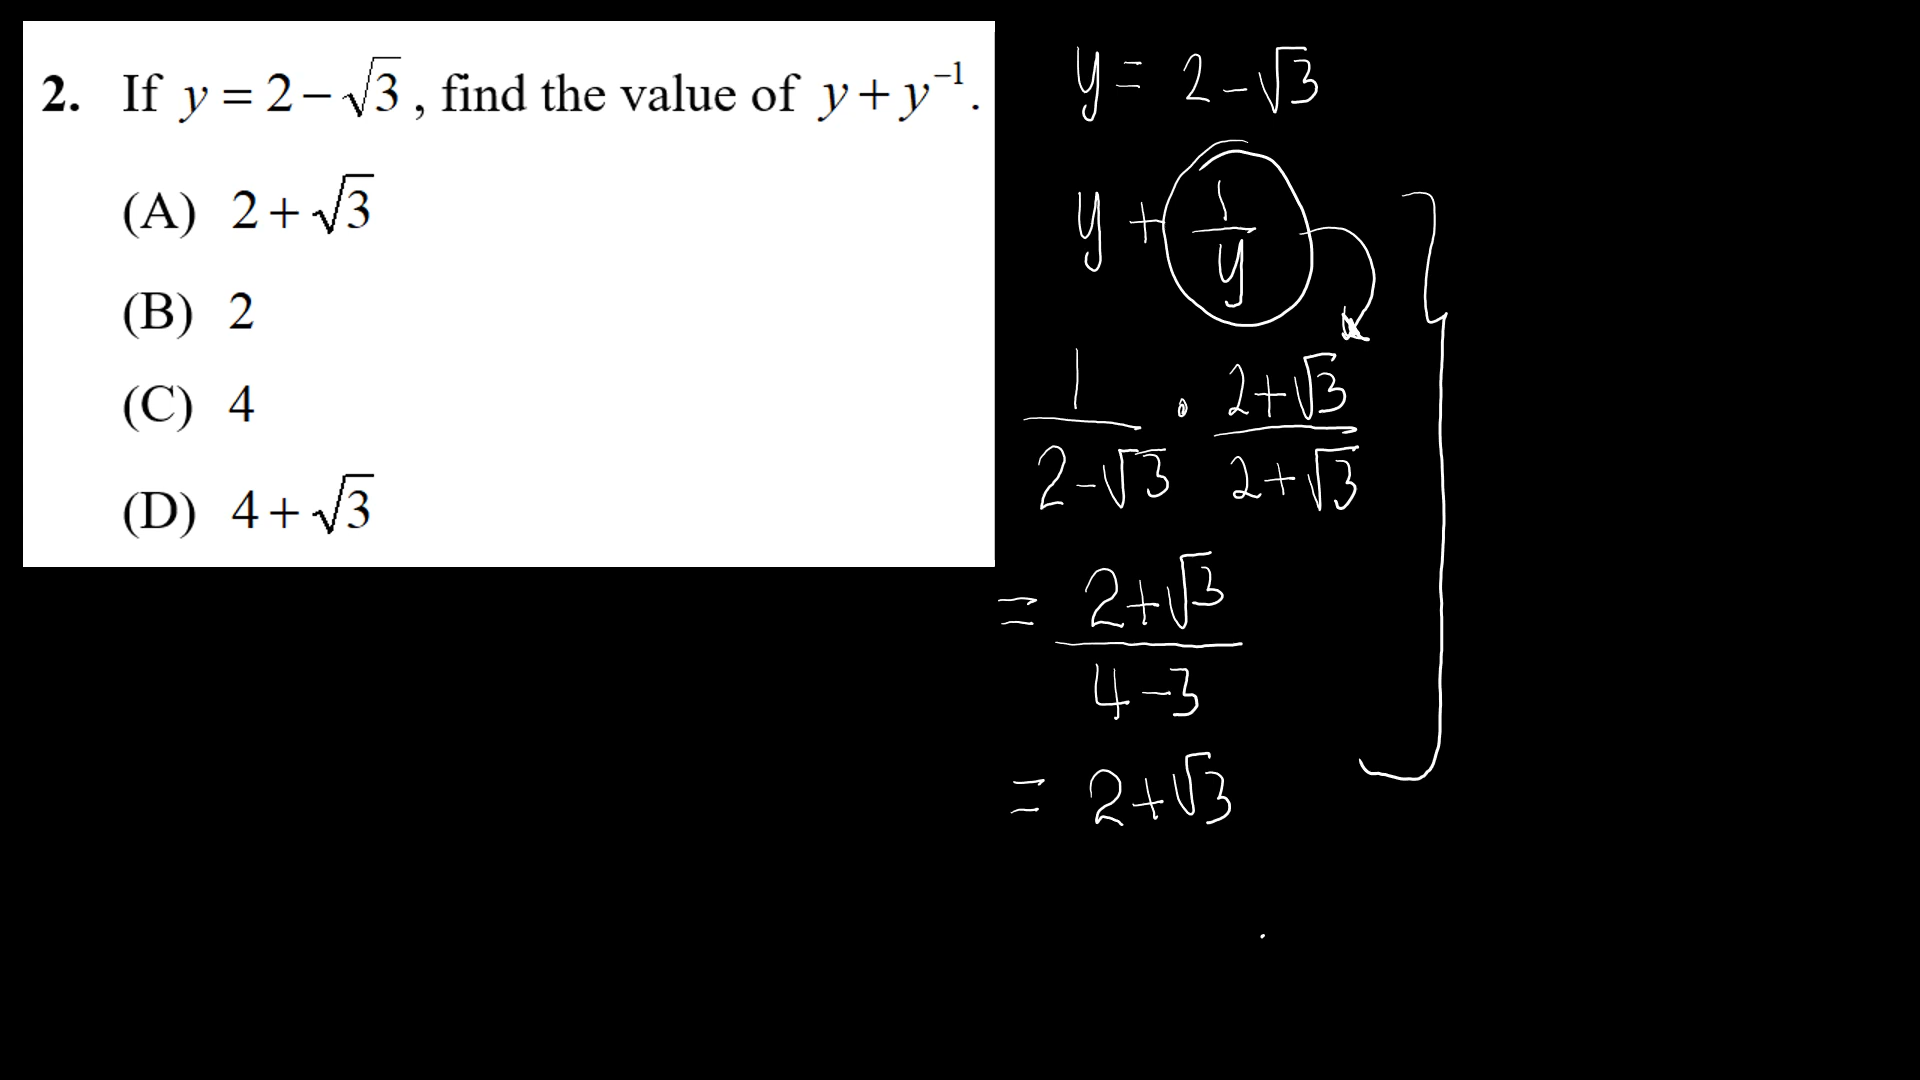 2. If y = 2 − √3 , find the value of y + y⁻¹.
(A) 2 + √3
(B) 2
(C) 4
(D) 4 + √3
y = 2 − √3
y + 1/y
1/(2 − √3) · (2 + √3)/(2 + √3)
= (2 + √3)/(4 − 3)
= 2 + √3